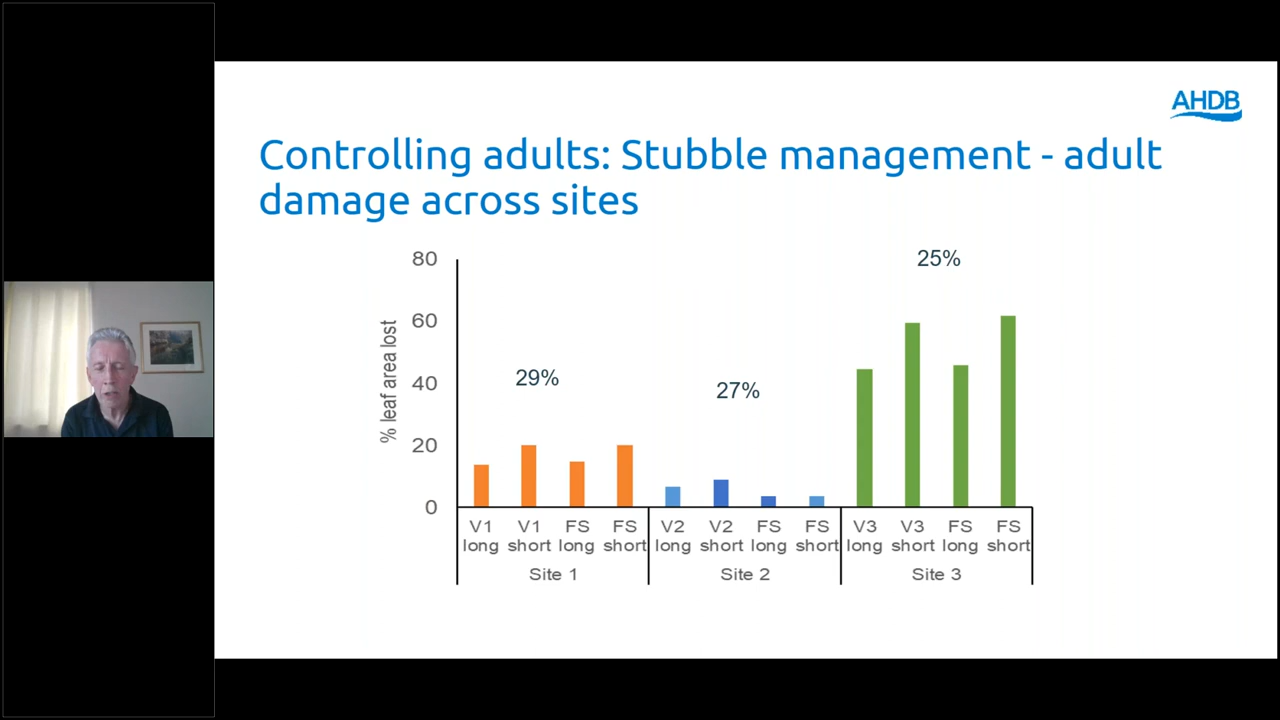 AHDB
Controlling adults: Stubble management - adult
damage across sites
% leaf area lost
80
60
40
20
0
29%
27%
25%
V1 long
V1 short
FS long
FS short
V2 long
V2 short
FS long
FS short
V3 long
V3 short
FS long
FS short
Site 1
Site 2
Site 3